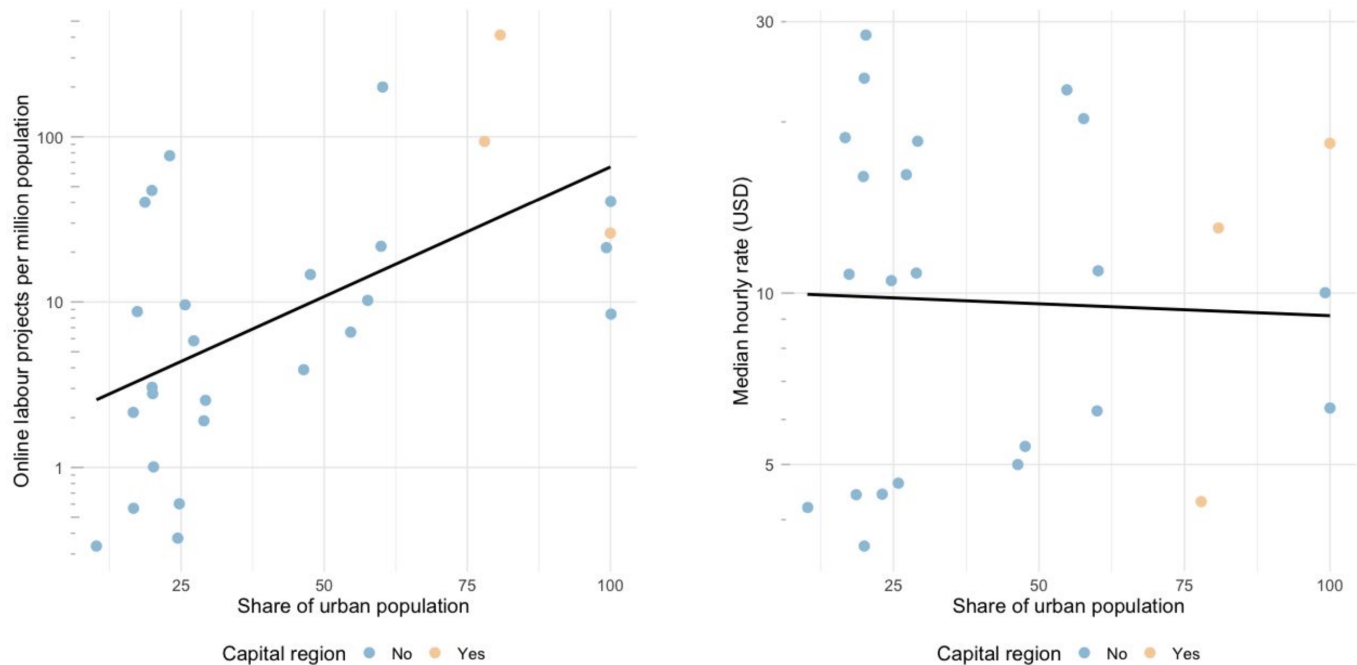 Online labour projects per million population
100
10
1
25 50 75 100
Share of urban population
Capital region No Yes
Median hourly rate (USD)
30
10
5
25 50 75 100
Share of urban population
Capital region No Yes